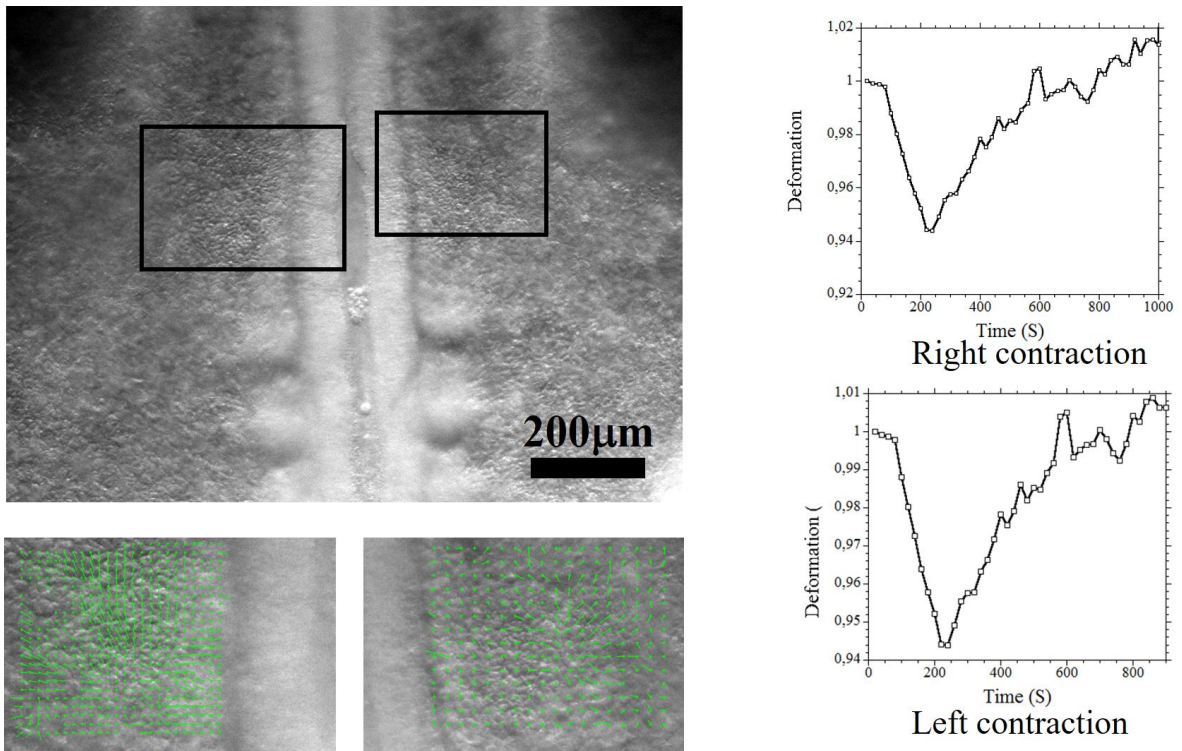 200µm
1,02
1
0,98
0,96
0,94
0,92
Deformation
0 200 400 600 800 1000
Time (S)
Right contraction
1,01
1
0,99
0,98
0,97
0,96
0,95
0,94
Deformation (
0 200 400 600 800
Time (S)
Left contraction